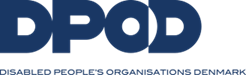 DPOD
DISABLED PEOPLE'S ORGANISATIONS DENMARK